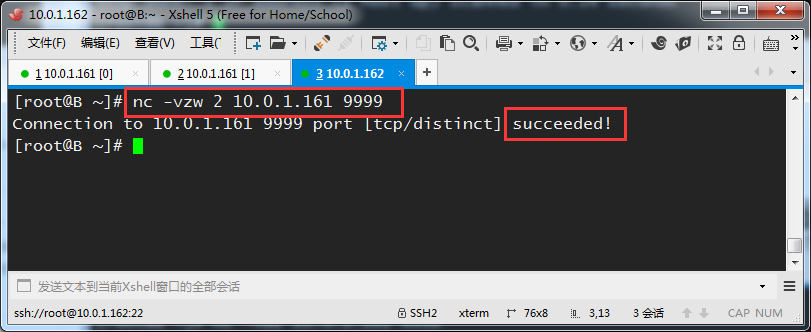 10.0.1.162 - root@B:~ - Xshell 5 (Free for Home/School)
文件(F) 编辑(E) 查看(V) 工具(
1 10.0.1.161 [0] 2 10.0.1.161 [1] 3 10.0.1.162
[root@B ~]# nc -vzw 2 10.0.1.161 9999
Connection to 10.0.1.161 9999 port [tcp/distinct] succeeded!
[root@B ~]#
发送文本到当前Xshell窗口的全部会话
ssh://root@10.0.1.162:22 SSH2 xterm 76x8 3,13 3 会话 CAP NUM